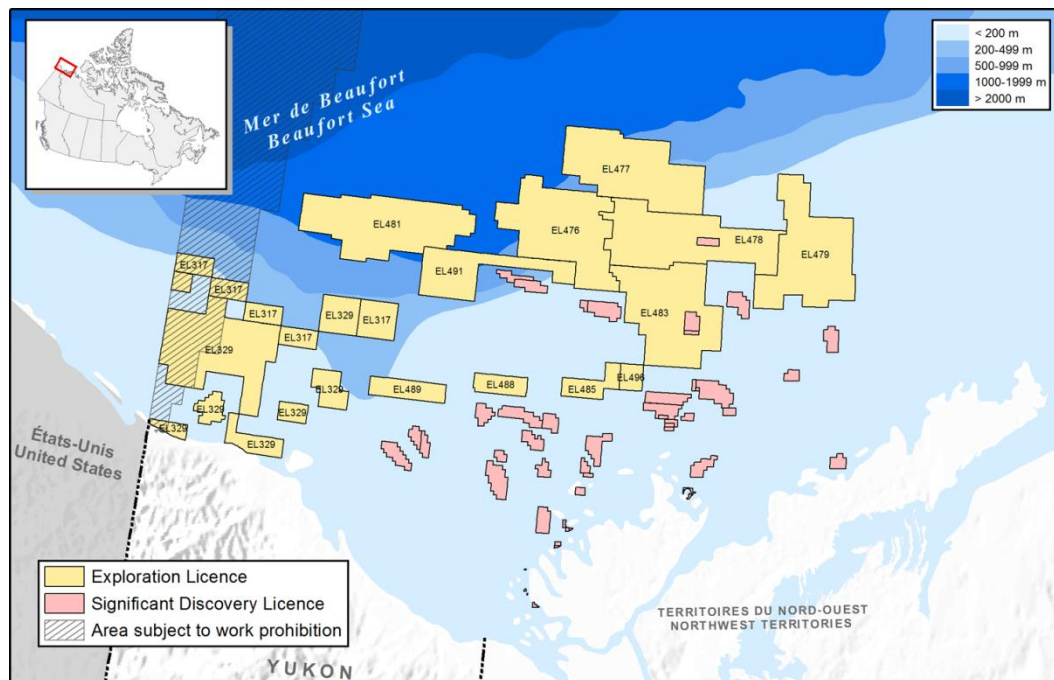 < 200 m
200-499 m
500-999 m
1000-1999 m
> 2000 m
Mer de Beaufort
Beaufort Sea
EL477
EL481
EL476
EL478
EL479
EL317
EL491
EL317
EL317
EL329
EL317
EL483
EL317
EL329
EL496
EL329
EL489
EL488
EL485
EL329
EL329
EL329
EL329
États-Unis
United States
Exploration Licence
Significant Discovery Licence
Area subject to work prohibition
TERRITOIRES DU NORD-OUEST
NORTHWEST TERRITORIES
YUKON